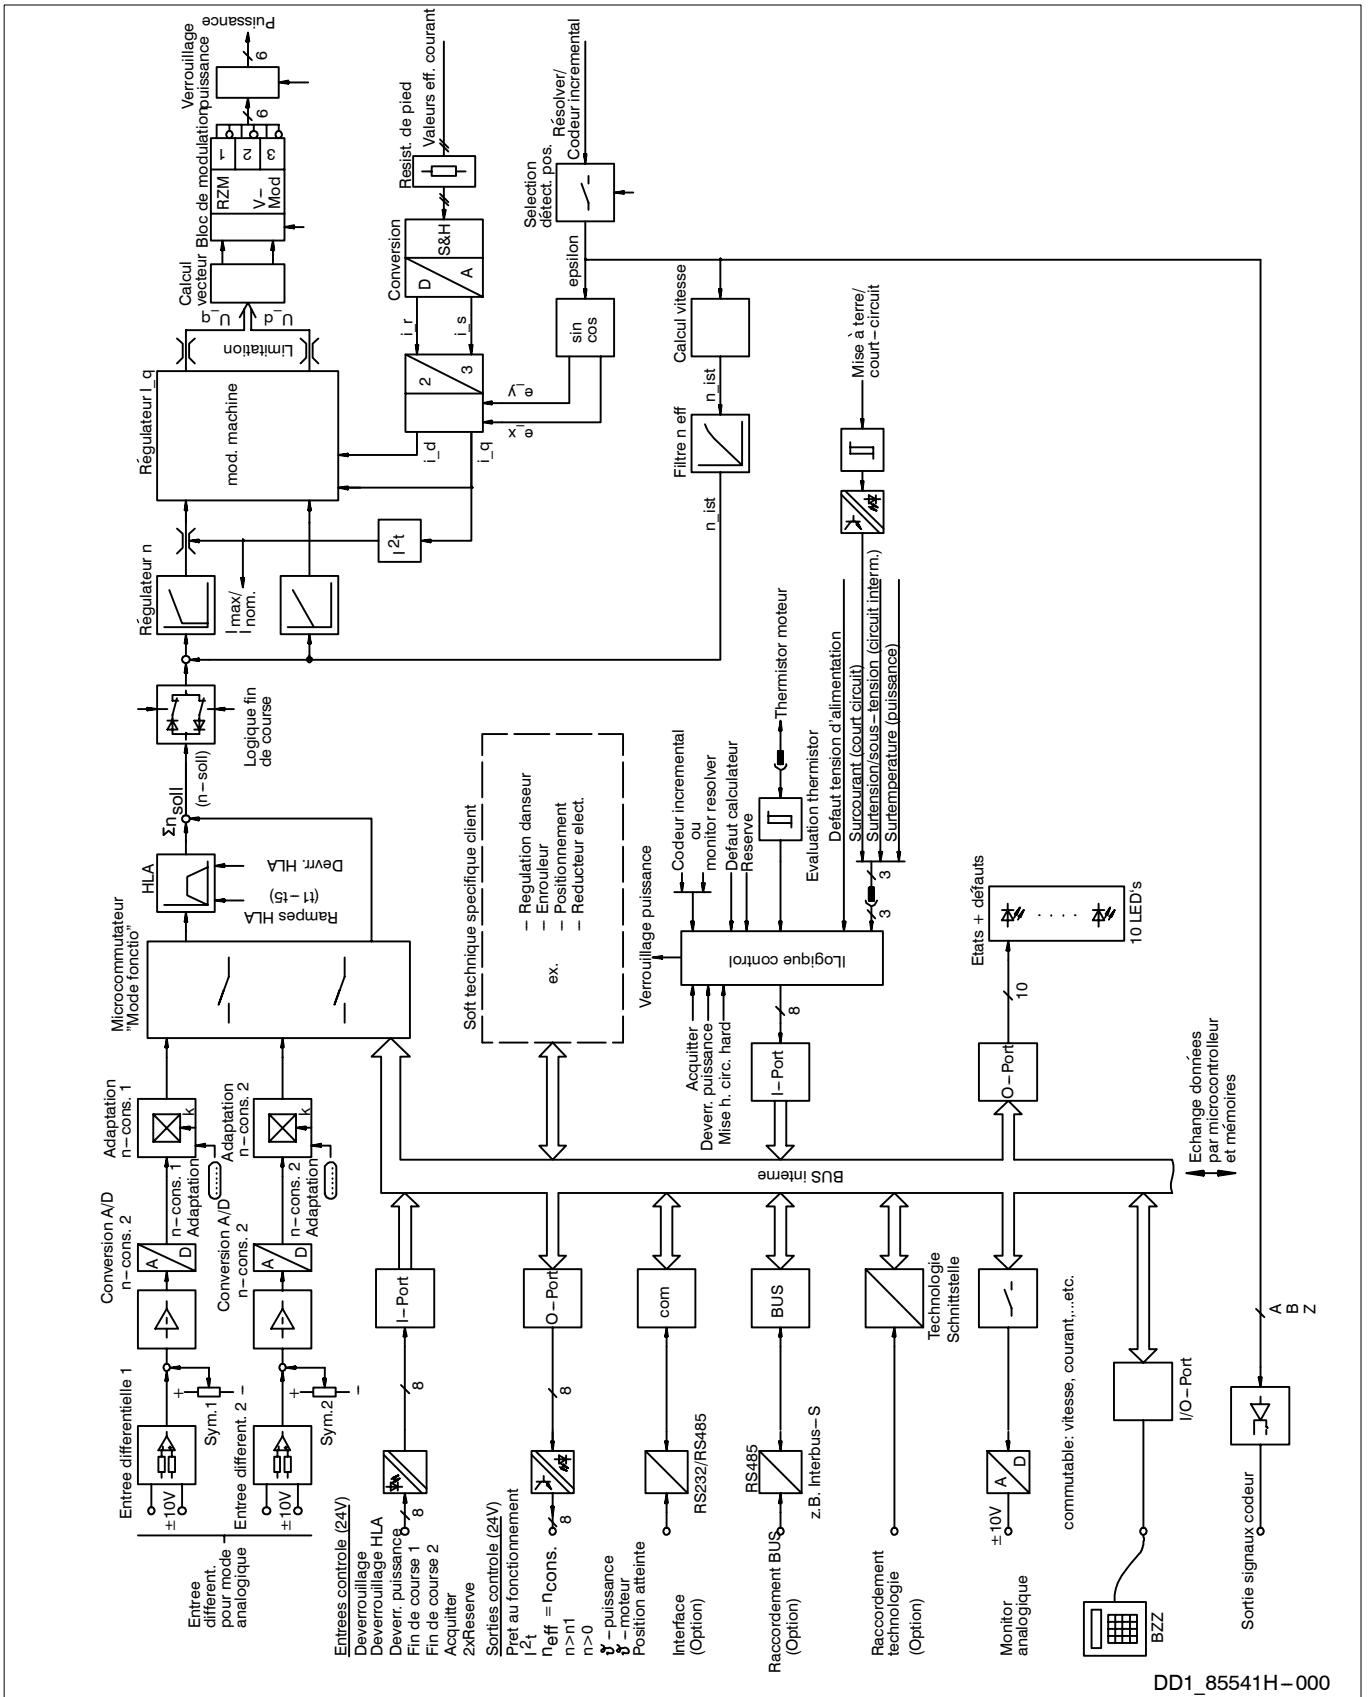 Entree
different.
pour mode
analogique
Entree differentielle 1
±10V
Sym.1
+
−
Entree different. 2
±10V
Sym.2
+
−
Conversion A/D
n−cons. 2
A
D
Conversion A/D
n−cons. 2
A
D
Adaptation
n−cons. 1
k
n−cons. 1
Adaptation
Adaptation
n−cons. 2
k
n−cons. 2
Adaptation
Microcommutateur
"Mode fonctio"
HLA
Rampes HLA
(t1−t5)
Devrr. HLA
Σn soll
(n−soll)
Logique fin
de course
Régulateur n
I max/
I nom.
I²t
Régulateur I_q
mod. machine
Limitation
U_q
U_d
Calcul
vecteur
Bloc de modulation
RZM
V−
Mod
1
2
3
6
Verrouillage
puissance
6
Puissance
Resist. de pied
Valeurs eff. courant
Conversion
S&H
D
A
i_r
i_s
2
3
i_d
i_q
e_y
e_x
sin
cos
epsilon
Selection
détect. pos.
Résolver/
Codeur incremental
Calcul vitesse
n_ist
Filtre n eff
n_ist
Mise à terre/
court−circuit
Soft technique specifique client
ex.
− Regulation danseur
− Enrouleur
− Positionnement
− Reducteur elect.
Verrouillage puissance
Codeur incremental
ou
monitor resolver
Defaut calculateur
Reserve
Thermistor moteur
Evaluation thermistor
Defaut tension d'alimentation
Surcourant (court circuit)
Surtension/sous−tension (circuit interm.)
Surtemperature (puissance)
3
3
ILogique control
Acquitter
Deverr. puissance
Mise h. circ. hard
8
I−Port
Etats + défauts
10 LED's
10
O−Port
BUS interne
Echange données
par microcontroller
et mémoires
Entrees controle (24V)
Deverrouillage
Deverrouillage HLA
Deverr. puissance
Fin de course 1
Fin de course 2
Acquitter
2xReserve
8
8
I−Port
Sorties controle (24V)
Pret au fonctionnement
I²t
n eff = n cons.
n>n1
n>0
ϑ−puissance
ϑ−moteur
Position atteinte
8
8
O−Port
Interface
(Option)
RS232/RS485
com
Raccordement BUS
(Option)
RS485
z.B. Interbus−S
BUS
Raccordement
technologie
(Option)
Technologie
Schnittstelle
Monitor
analogique
±10V
A
D
commutable: vitesse, courant,...etc.
BZZ
I/O−Port
Sortie signaux codeur
A
B
Z
DD1_85541H−000